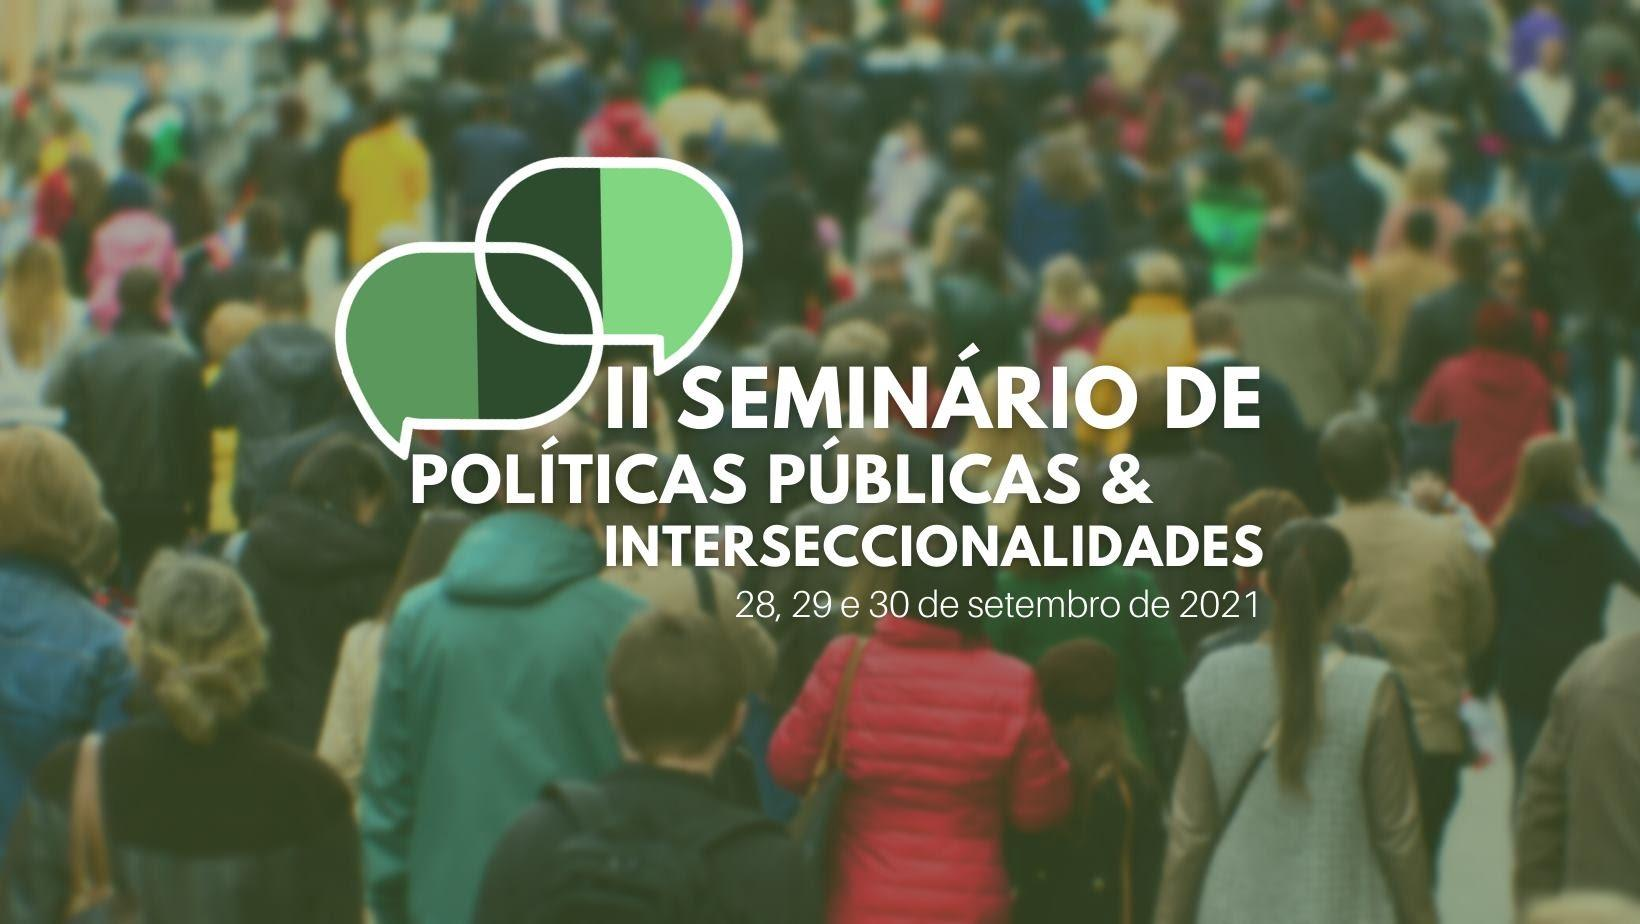 II SEMINÁRIO DE
POLÍTICAS PÚBLICAS &
INTERSECCIONALIDADES
28, 29 e 30 de setembro de 2021